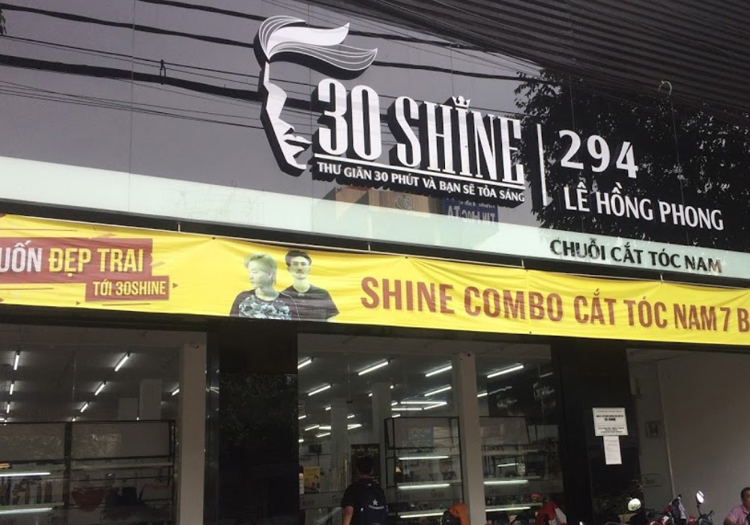 30 SHINE
THƯ GIÃN 30 PHÚT VÀ BẠN SẼ TỎA SÁNG
294
LÊ HỒNG PHONG
CHUỖI CẮT TÓC NAM
UỐN ĐẸP TRAI
TỚI 30SHINE
SHINE COMBO CẮT TÓC NAM 7 B